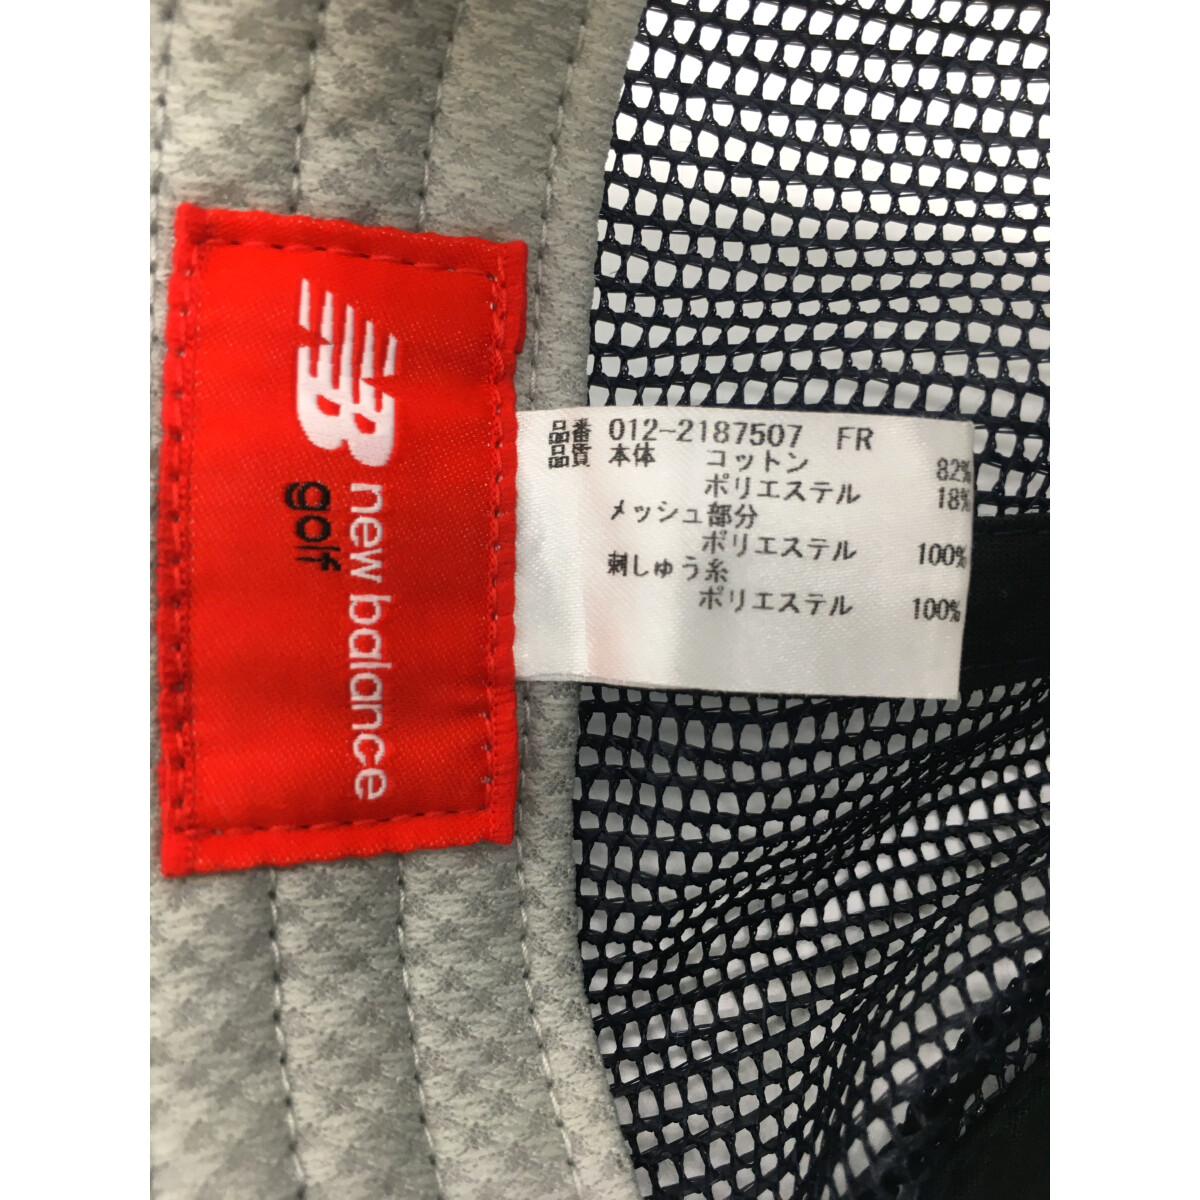 NB new balance
golf
品番 012-2187507 FR
品質 本体 コットン 82%
ポリエステル 18%
メッシュ部分
ポリエステル 100%
刺しゅう糸
ポリエステル 100%